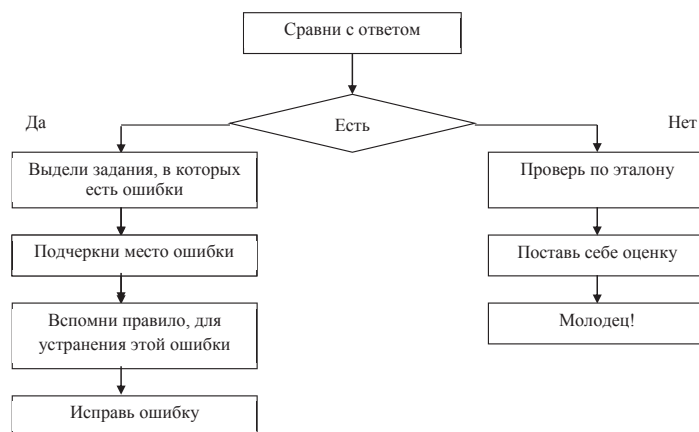 Сравни с ответом
Есть
Да
Нет
Выдели задания, в которых
есть ошибки
Подчеркни место ошибки
Вспомни правило, для
устранения этой ошибки
Исправь ошибку
Проверь по эталону
Поставь себе оценку
Молодец!